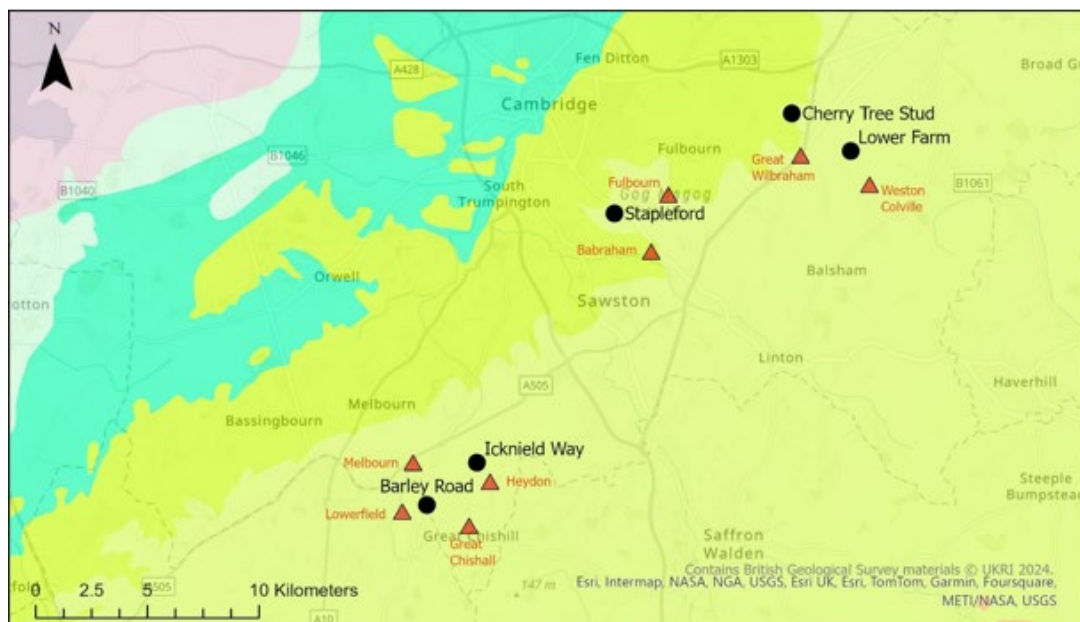 N
A428
Fen Ditton
A1303
Broad
Cambridge
Cherry Tree Stud
Lower Farm
B1046
Fulbourn
Great
Wilbraham
B1040
South
Trumpington
Fulbourn
Gog Magog
Weston
Colville
B1061
Stapleford
Babraham
Orwell
Balsham
otton
Sawston
Linton
A505
Haverhill
Melbourn
Bassingbourn
Icknield Way
Melbourn
Heydon
Barley Road
Steeple
Bumpstead
Lowerfield
Great Chishill
Great
Chishall
Saffron
Walden
Contains British Geological Survey materials © UKRI 2024.
A505
147 m
Esri, Intermap, NASA, NGA, USGS, Esri UK, Esri, TomTom, Garmin, Foursquare,
METI/NASA, USGS
0 2.5 5 10 Kilometers
A10